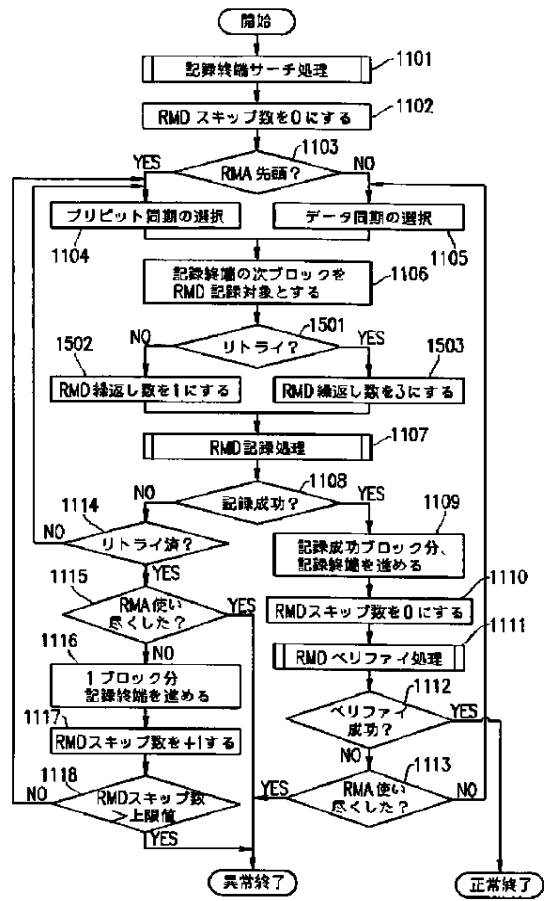 開始
記録終端サーチ処理
1101
RMDスキップ数を0にする
1102
1103
YES
RMA先頭?
NO
プリピット同期の選択
データ同期の選択
1104
1105
記録終端の次ブロックを
RMD記録対象とする
1106
1501
1502
NO
リトライ?
YES
1503
RMD繰返し数を1にする
RMD繰返し数を3にする
RMD記録処理
1107
1108
NO
記録成功?
YES
1109
1114
NO
リトライ済?
記録成功ブロック分、
記録終端を進める
YES
1115
1110
RMA使い
尽くした?
YES
RMDスキップ数を0にする
1111
NO
1116
RMDベリファイ処理
1ブロック分
記録終端を進める
1112
ベリファイ
成功?
YES
1117
RMDスキップ数を+1する
NO
1113
1118
NO
RMDスキップ数
>上限値
YES
RMA使い
尽くした?
NO
YES
異常終了
正常終了